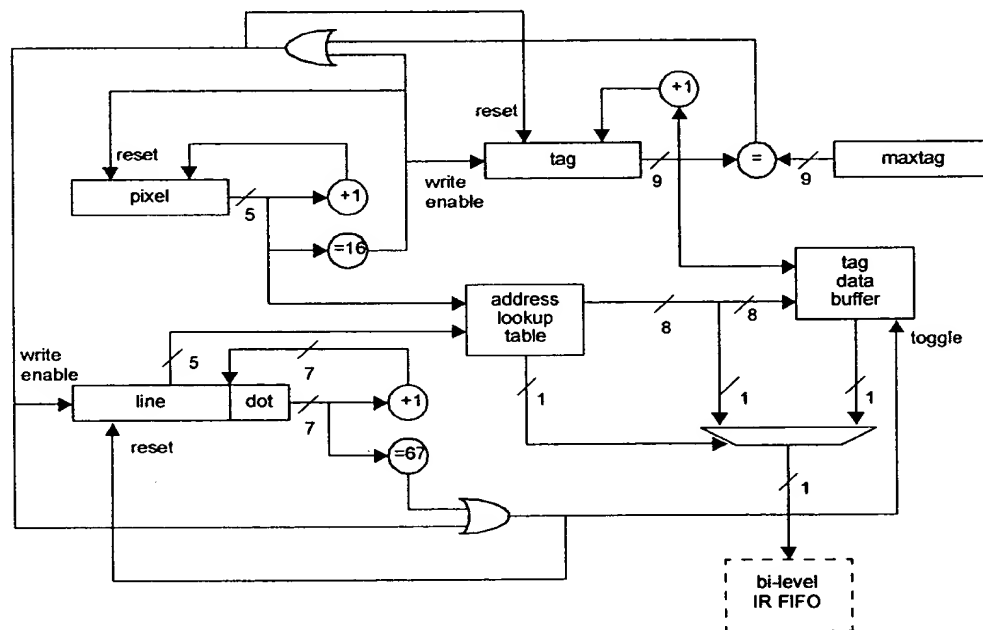 +1
reset
reset
tag
=
maxtag
pixel
+1
write
enable
9
9
5
=16
tag
data
buffer
address
lookup
table
8
8
toggle
write
enable
5
7
line
dot
7
+1
1
1
1
reset
=67
1
bi-level
IR FIFO